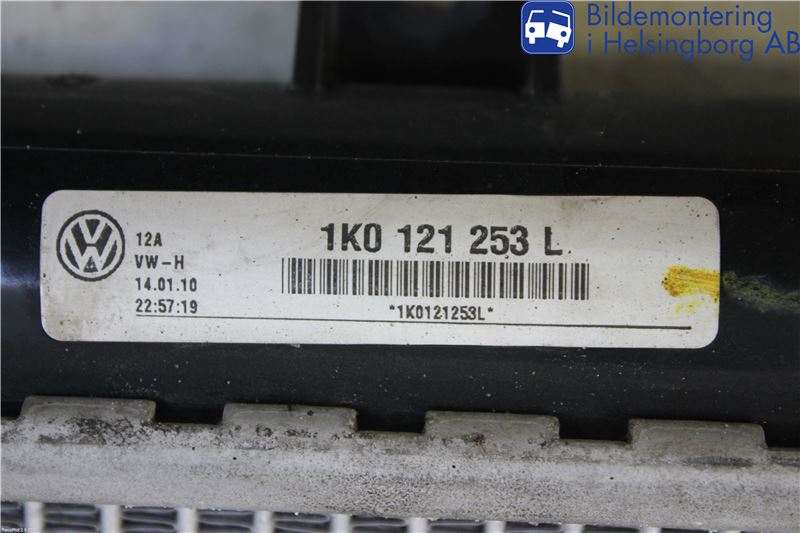 Bildemontering
i Helsingborg AB
12A
VW-H
14.01.10
22:57:19
1K0 121 253 L
*1K0121253L*